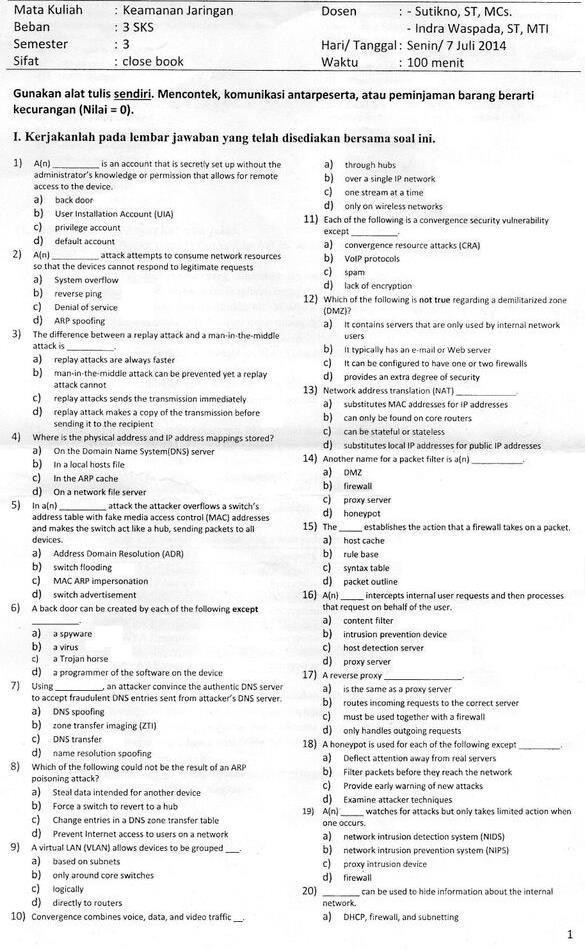 Mata Kuliah : Keamanan Jaringan Dosen : - Sutikno, ST, MCs.
Beban : 3 SKS - Indra Waspada, ST, MTI
Semester : 3 Hari/ Tanggal : Senin/ 7 Juli 2014
Sifat : close book Waktu : 100 menit
Gunakan alat tulis sendiri. Mencontek, komunikasi antarpeserta, atau peminjaman barang berarti
kecurangan (Nilai = 0).
I. Kerjakanlah pada lembar jawaban yang telah disediakan bersama soal ini.
1) A(n) _________ is an account that is secretly set up without the
administrator's knowledge or permission that allows for remote
access to the device.
a) back door
b) User Installation Account (UIA)
c) privilege account
d) default account
2) A(n) _________ attack attempts to consume network resources
so that the devices cannot respond to legitimate requests
a) System overflow
b) reverse ping
c) Denial of service
d) ARP spoofing
3) The difference between a replay attack and a man-in-the-middle
attack is _________.
a) replay attacks are always faster
b) man-in-the-middle attack can be prevented yet a replay
attack cannot
c) replay attacks sends the transmission immediately
d) replay attack makes a copy of the transmission before
sending it to the recipient
4) Where is the physical address and IP address mappings stored?
a) On the Domain Name System(DNS) server
b) In a local hosts file
c) In the ARP cache
d) On a network file server
5) In a(n) _________ attack the attacker overflows a switch's
address table with fake media access control (MAC) addresses
and makes the switch act like a hub, sending packets to all
devices.
a) Address Domain Resolution (ADR)
b) switch flooding
c) MAC ARP impersonation
d) switch advertisement
6) A back door can be created by each of the following except
_________.
a) a spyware
b) a virus
c) a Trojan horse
d) a programmer of the software on the device
7) Using _________, an attacker convince the authentic DNS server
to accept fraudulent DNS entries sent from attacker's DNS server.
a) DNS spoofing
b) zone transfer imaging (ZTI)
c) DNS transfer
d) name resolution spoofing
8) Which of the following could not be the result of an ARP
poisoning attack?
a) Steal data intended for another device
b) Force a switch to revert to a hub
c) Change entries in a DNS zone transfer table
d) Prevent Internet access to users on a network
9) A virtual LAN (VLAN) allows devices to be grouped ___.
a) based on subnets
b) only around core switches
c) logically
d) directly to routers
10) Convergence combines voice, data, and video traffic __.
a) through hubs
b) over a single IP network
c) one stream at a time
d) only on wireless networks
11) Each of the following is a convergence security vulnerability
except _________.
a) convergence resource attacks (CRA)
b) VoIP protocols
c) spam
d) lack of encryption
12) Which of the following is not true regarding a demilitarized zone
(DMZ)?
a) It contains servers that are only used by internal network
users
b) It typically has an e-mail or Web server
c) It can be configured to have one or two firewalls
d) provides an extra degree of security
13) Network address translation (NAT) ____________.
a) substitutes MAC addresses for IP addresses
b) can only be found on core routers
c) can be stateful or stateless
d) substitutes local IP addresses for public IP addresses
14) Another name for a packet filter is a(n) __________.
a) DMZ
b) firewall
c) proxy server
d) honeypot
15) The _____ establishes the action that a firewall takes on a packet.
a) host cache
b) rule base
c) syntax table
d) packet outline
16) A(n) _____ intercepts internal user requests and then processes
that request on behalf of the user.
a) content filter
b) intrusion prevention device
c) host detection server
d) proxy server
17) A reverse proxy _______________.
a) is the same as a proxy server
b) routes incoming requests to the correct server
c) must be used together with a firewall
d) only handles outgoing requests
18) A honeypot is used for each of the following except ________.
a) Deflect attention away from real servers
b) Filter packets before they reach the network
c) Provide early warning of new attacks
d) Examine attacker techniques
19) A(n) _____ watches for attacks but only takes limited action when
one occurs.
a) network intrusion detection system (NIDS)
b) network intrusion prevention system (NIPS)
c) proxy intrusion device
d) firewall
20) _______ can be used to hide information about the internal
network.
a) DHCP, firewall, and subnetting
1